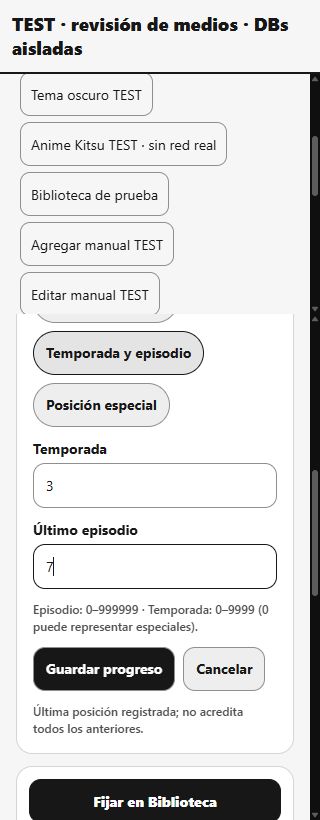 TEST · revisión de medios · DBs
aisladas
Tema oscuro TEST
Anime Kitsu TEST · sin red real
Biblioteca de prueba
Agregar manual TEST
Editar manual TEST
Temporada y episodio
Posición especial
Temporada
3
Último episodio
7
Episodio: 0–999999 · Temporada: 0–9999 (0
puede representar especiales).
Guardar progreso
Cancelar
Última posición registrada; no acredita
todos los anteriores.
Fijar en Biblioteca